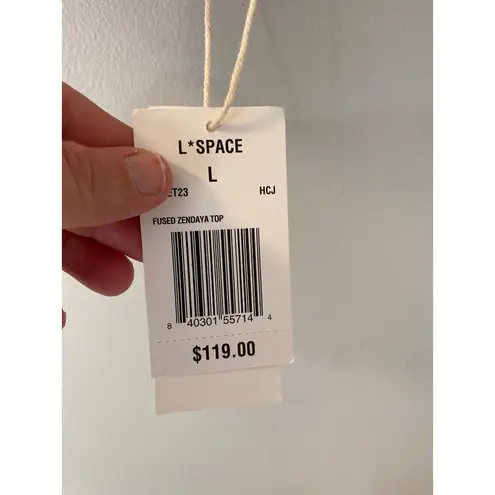 L*SPACE
L
ET23 HCJ
FUSED ZENDAYA TOP
8 40301 55714 4
$119.00